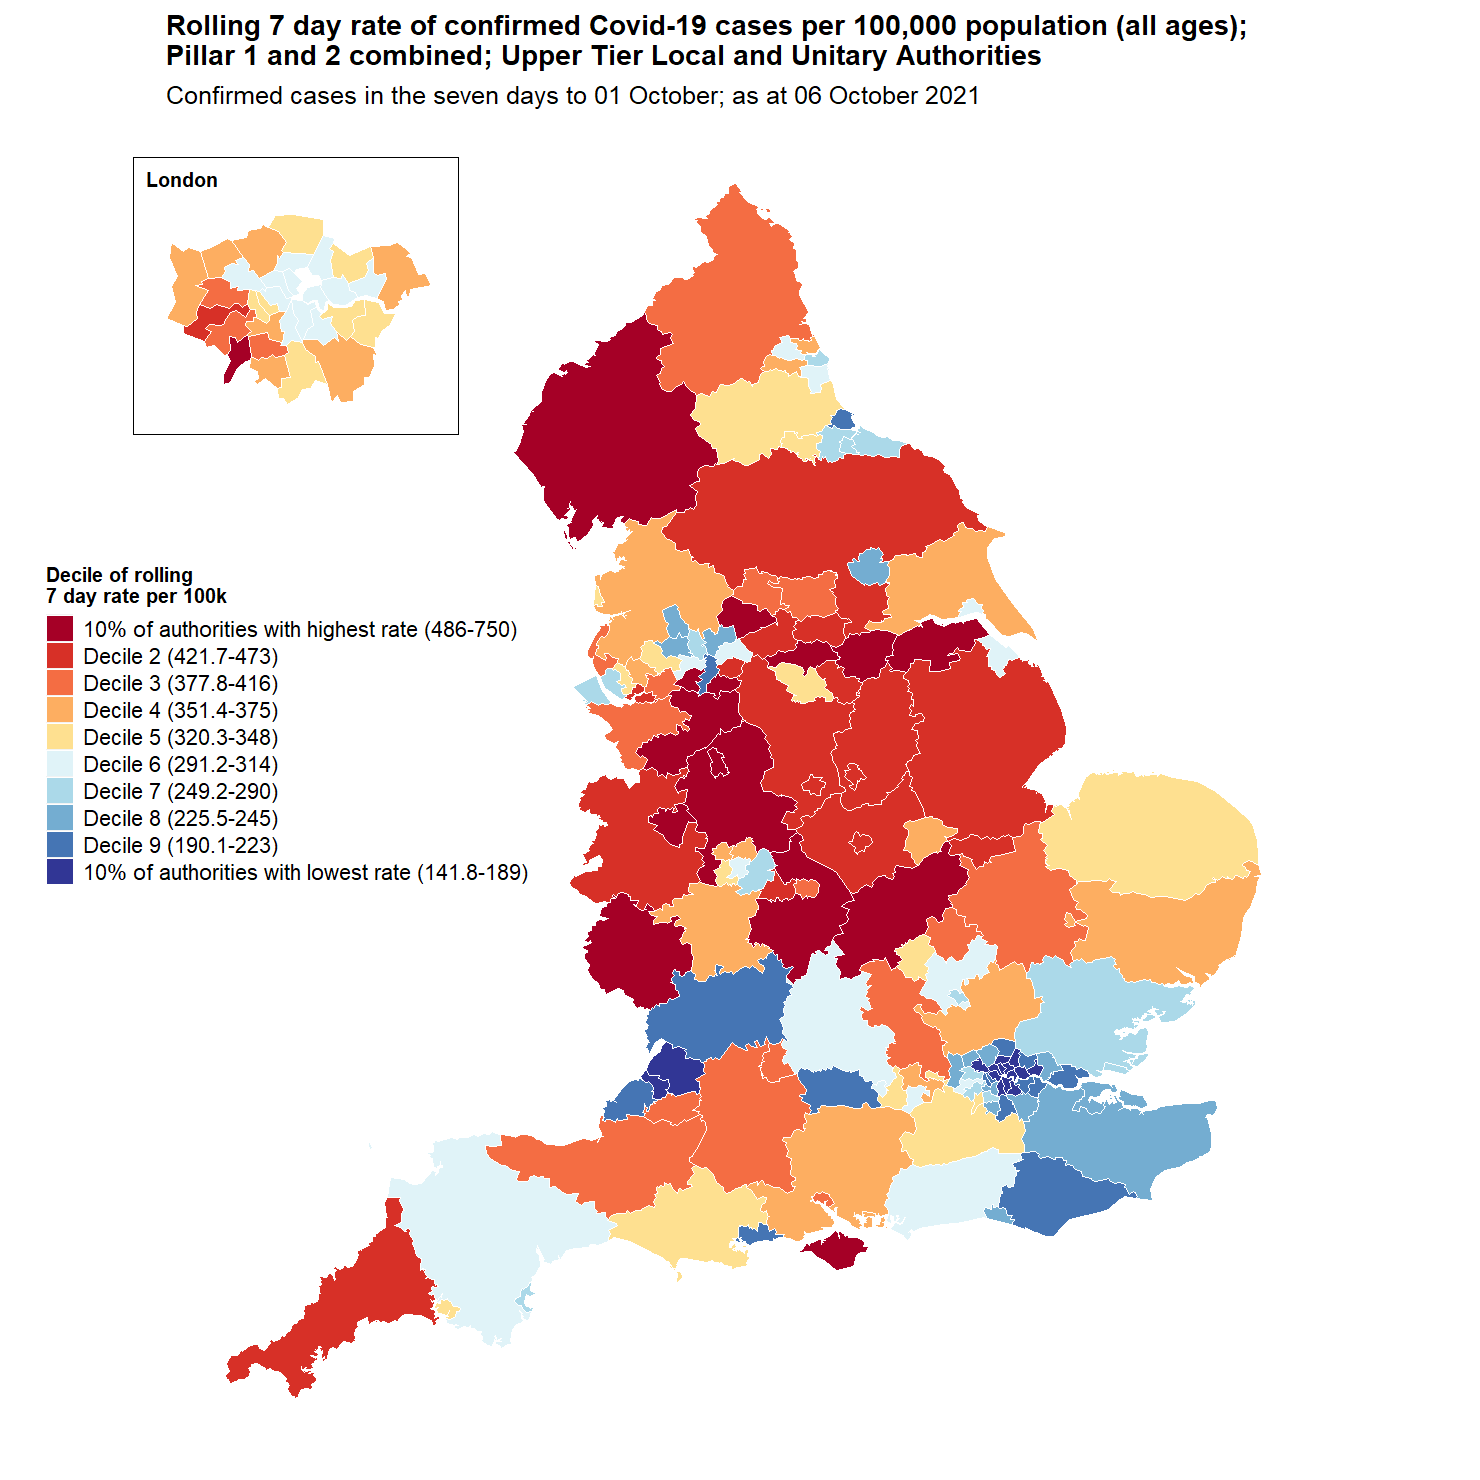 Rolling 7 day rate of confirmed Covid-19 cases per 100,000 population (all ages);
Pillar 1 and 2 combined; Upper Tier Local and Unitary Authorities
Confirmed cases in the seven days to 01 October; as at 06 October 2021
London
Decile of rolling
7 day rate per 100k
10% of authorities with highest rate (486-750)
Decile 2 (421.7-473)
Decile 3 (377.8-416)
Decile 4 (351.4-375)
Decile 5 (320.3-348)
Decile 6 (291.2-314)
Decile 7 (249.2-290)
Decile 8 (225.5-245)
Decile 9 (190.1-223)
10% of authorities with lowest rate (141.8-189)